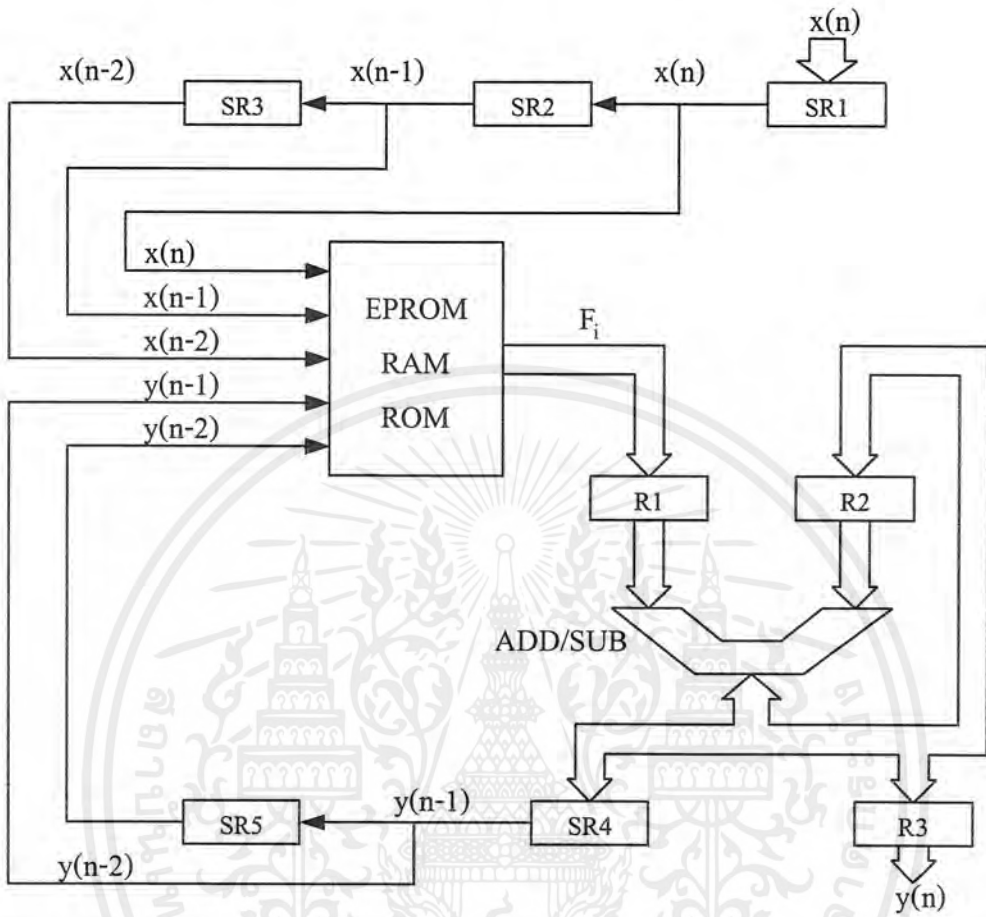 x(n)
x(n-2)
x(n-1)
x(n)
SR3
SR2
SR1
x(n)
x(n-1)
x(n-2)
y(n-1)
y(n-2)
EPROM
RAM
ROM
F_i
R1
R2
ADD/SUB
SR5
y(n-1)
SR4
R3
y(n-2)
y(n)